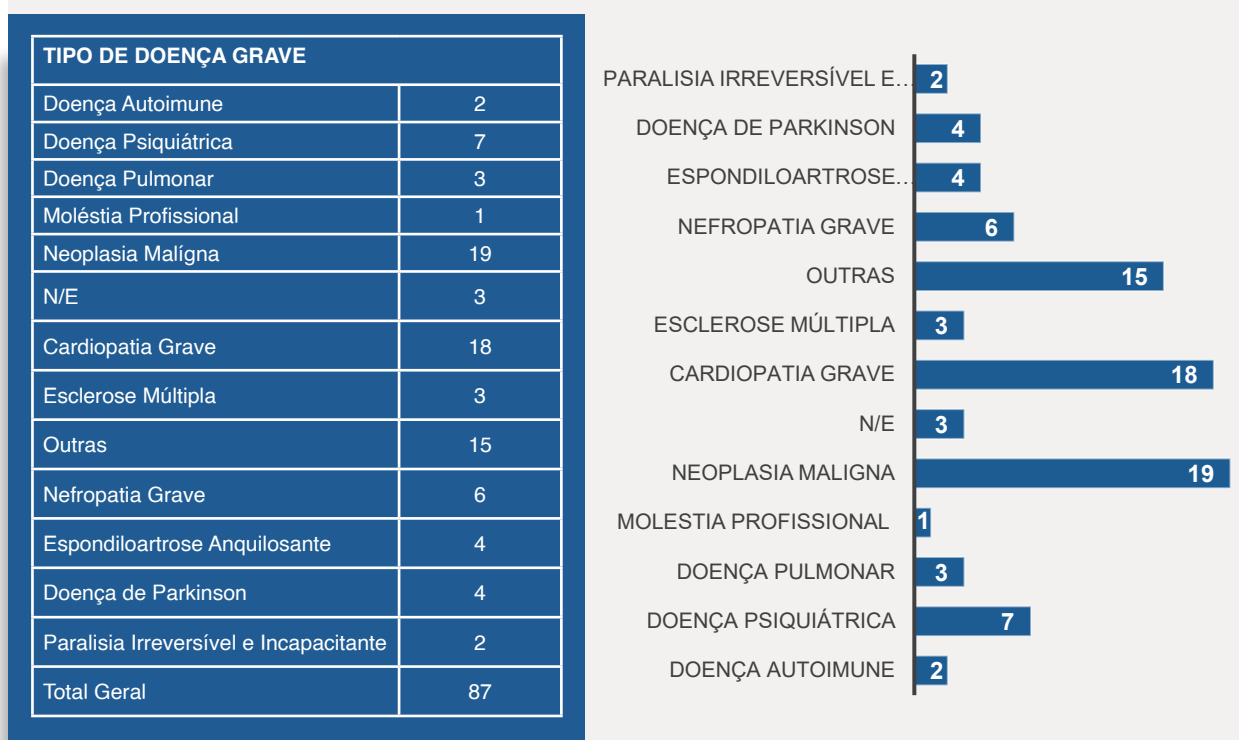 TIPO DE DOENÇA GRAVE
Doença Autoimune 2
Doença Psiquiátrica 7
Doença Pulmonar 3
Moléstia Profissional 1
Neoplasia Malígna 19
N/E 3
Cardiopatia Grave 18
Esclerose Múltipla 3
Outras 15
Nefropatia Grave 6
Espondiloartrose Anquilosante 4
Doença de Parkinson 4
Paralisia Irreversível e Incapacitante 2
Total Geral 87
PARALISIA IRREVERSÍVEL E... 2
DOENÇA DE PARKINSON 4
ESPONDILOARTROSE... 4
NEFROPATIA GRAVE 6
OUTRAS 15
ESCLEROSE MÚLTIPLA 3
CARDIOPATIA GRAVE 18
N/E 3
NEOPLASIA MALIGNA 19
MOLESTIA PROFISSIONAL 1
DOENÇA PULMONAR 3
DOENÇA PSIQUIÁTRICA 7
DOENÇA AUTOIMUNE 2